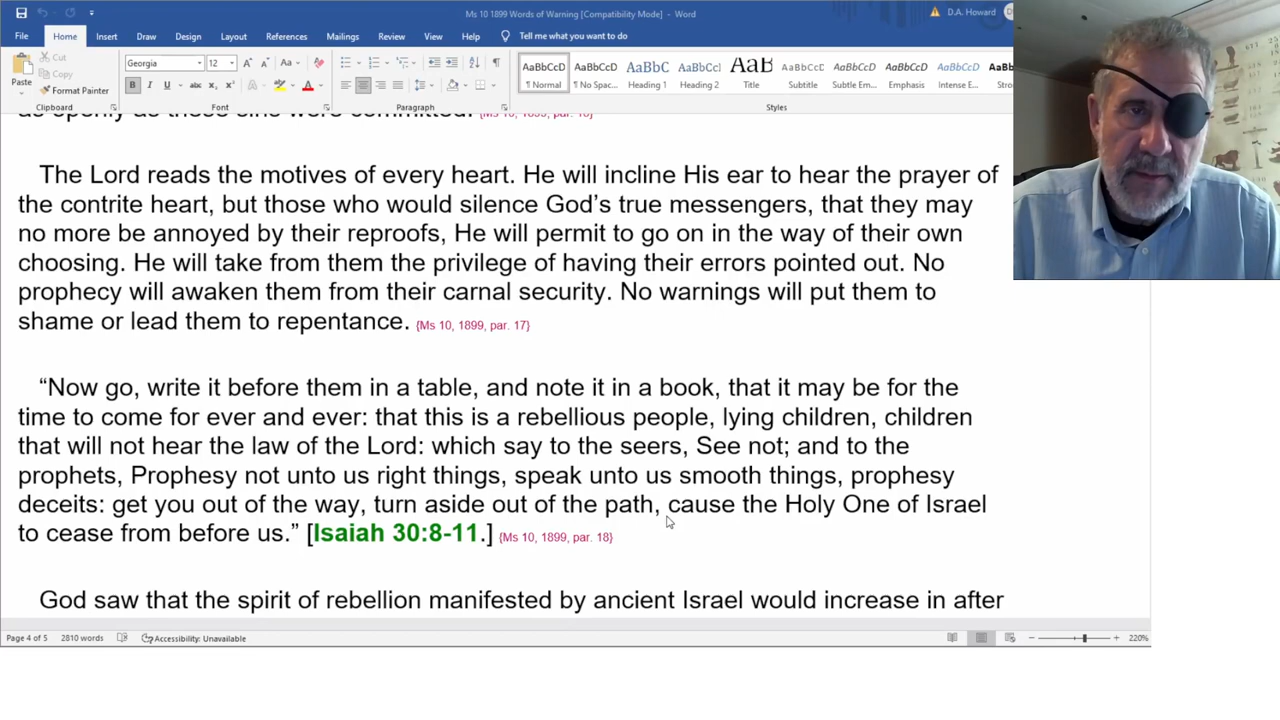 Ms 10 1899 Words of Warning [Compatibility Mode] - Word
D.A. Howard
File Home Insert Draw Design Layout References Mailings Review View Help Tell me what you want to do
Paste
Cut
Copy
Format Painter
Clipboard
Georgia 12
Aa
Font
Paragraph
AaBbCcD AaBbCcD AaBbC AaBbCcI AaB AaBbCcD AaBbCcD AaBbCcD AaBbCcD AaBb
¶ Normal ¶ No Spac... Heading 1 Heading 2 Title Subtitle Subtle Em... Emphasis Intense E...
Styles
as openly as those sins were committed.
The Lord reads the motives of every heart. He will incline His ear to hear the prayer of
the contrite heart, but those who would silence God’s true messengers, that they may
no more be annoyed by their reproofs, He will permit to go on in the way of their own
choosing. He will take from them the privilege of having their errors pointed out. No
prophecy will awaken them from their carnal security. No warnings will put them to
shame or lead them to repentance. {Ms 10, 1899, par. 17}
“Now go, write it before them in a table, and note it in a book, that it may be for the
time to come for ever and ever: that this is a rebellious people, lying children, children
that will not hear the law of the Lord: which say to the seers, See not; and to the
prophets, Prophesy not unto us right things, speak unto us smooth things, prophesy
deceits: get you out of the way, turn aside out of the path, cause the Holy One of Israel
to cease from before us.” [Isaiah 30:8-11.] {Ms 10, 1899, par. 18}
God saw that the spirit of rebellion manifested by ancient Israel would increase in after
Page 4 of 5 2810 words Accessibility: Unavailable 220%